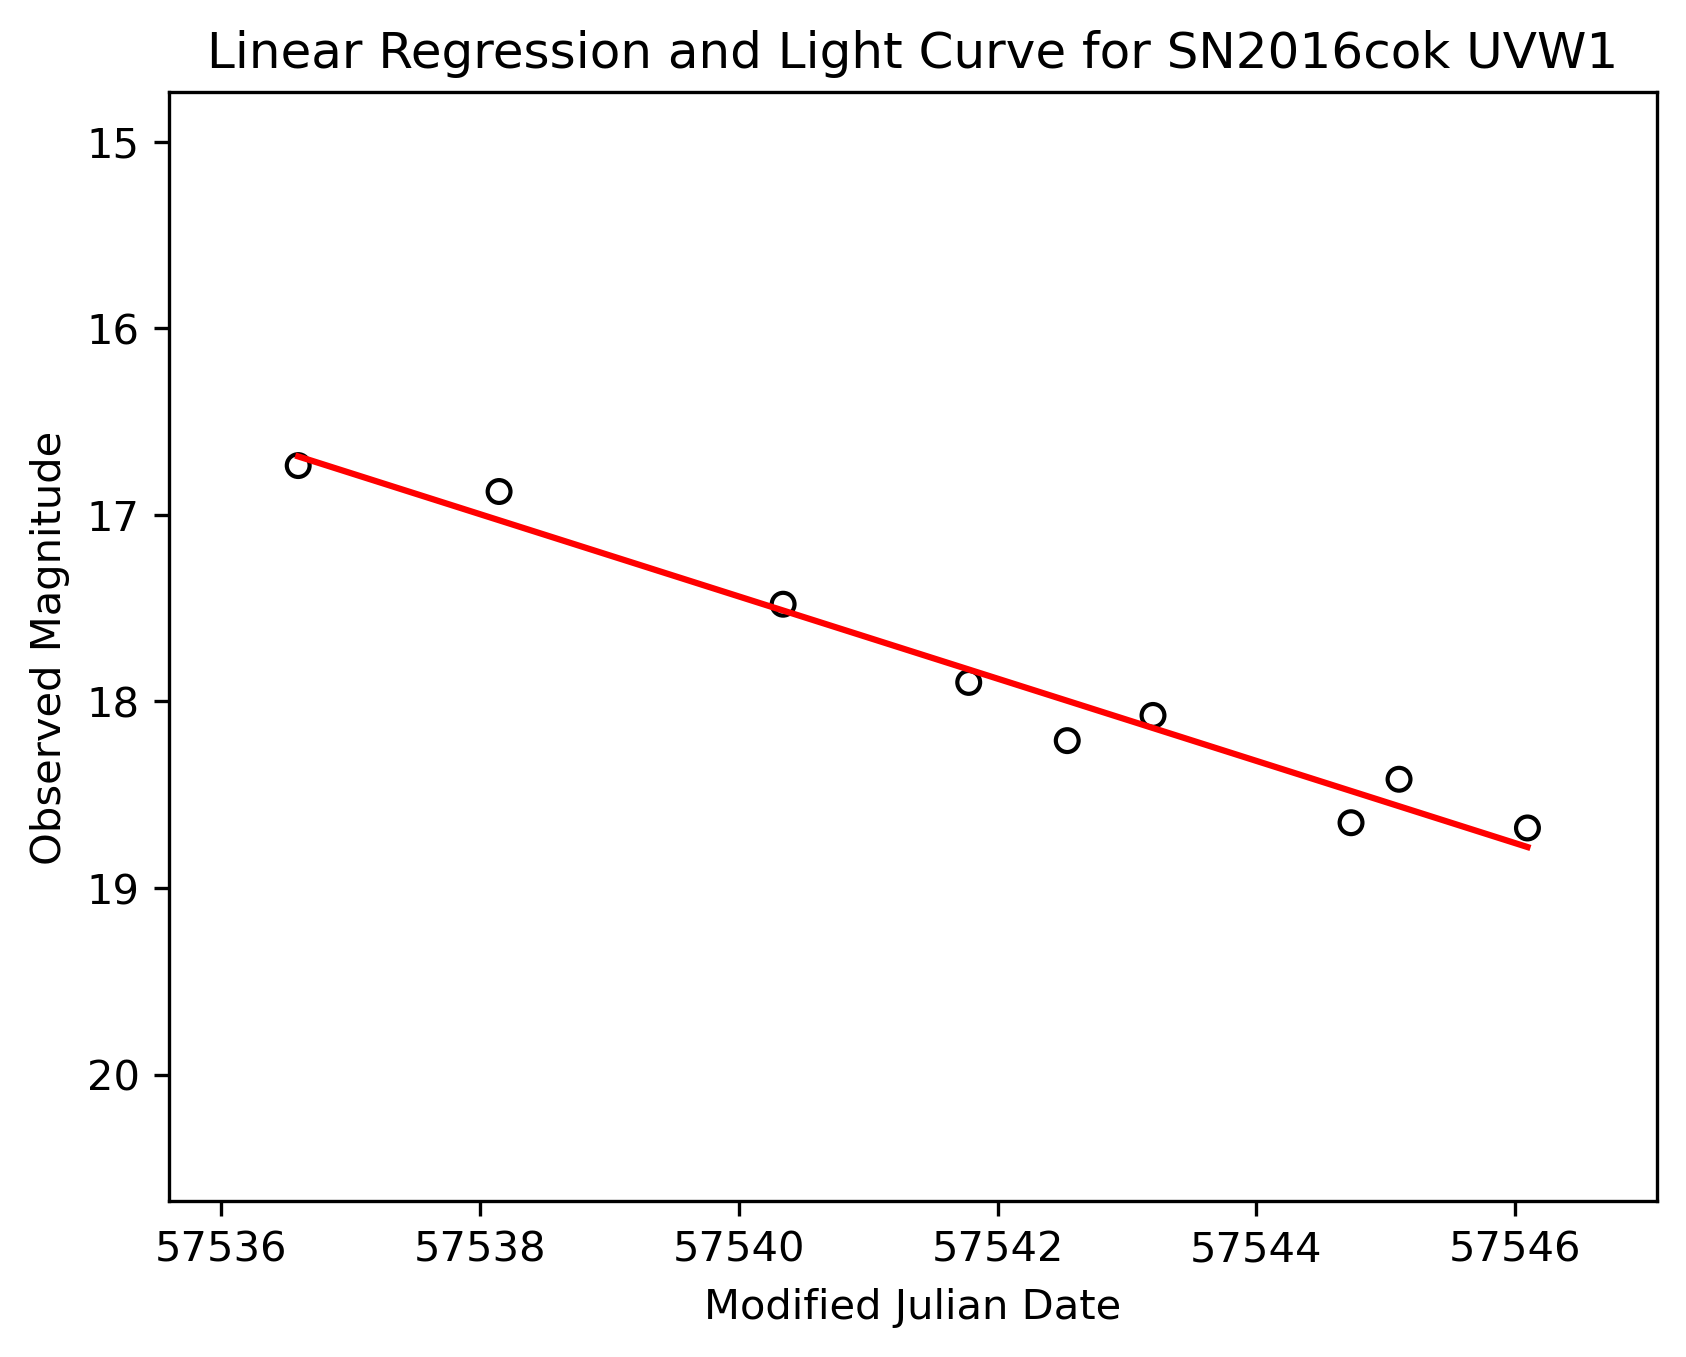 Linear Regression and Light Curve for SN2016cok UVW1
15
16
17
18
19
20
Observed Magnitude
57536 57538 57540 57542 57544 57546
Modified Julian Date